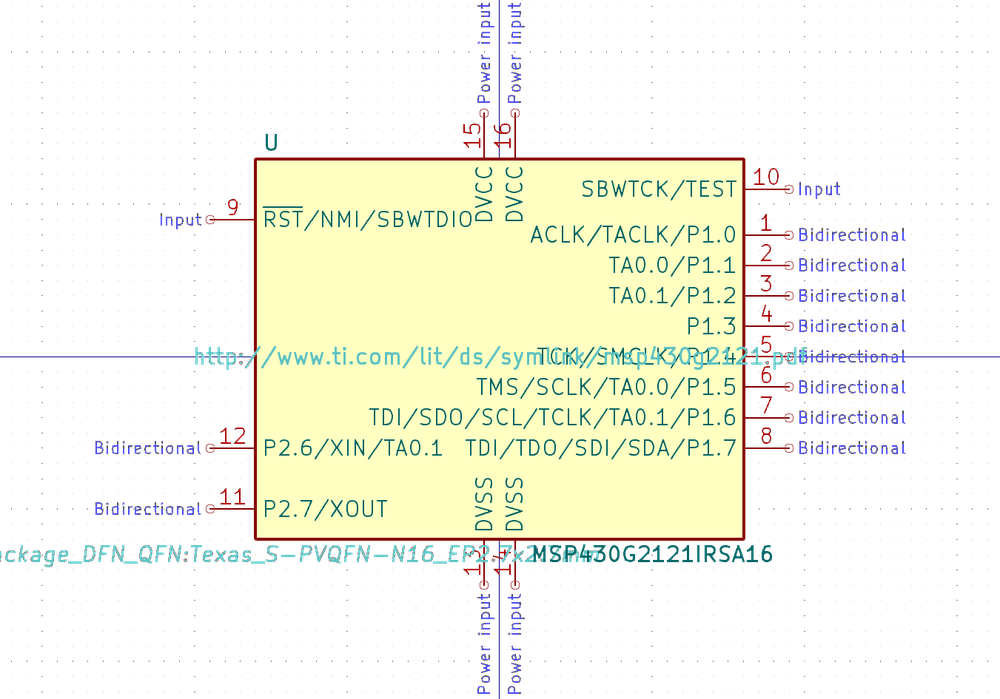 Power input
Power input
15
16
U
DVCC
DVCC
SBWTCK/TEST
10
Input
Input
9
RST/NMI/SBWTDIO
ACLK/TACLK/P1.0
1
Bidirectional
TA0.0/P1.1
2
Bidirectional
TA0.1/P1.2
3
Bidirectional
P1.3
4
Bidirectional
http://www.ti.com/lit/ds/symlink/msp430g2121.pdf
TCK/SMCLK/P1.4
5
Bidirectional
TMS/SCLK/TA0.0/P1.5
6
Bidirectional
TDI/SDO/SCL/TCLK/TA0.1/P1.6
7
Bidirectional
Bidirectional
12
P2.6/XIN/TA0.1
TDI/TDO/SDI/SDA/P1.7
8
Bidirectional
Bidirectional
11
P2.7/XOUT
DVSS
DVSS
ackage_DFN_QFN:Texas_S-PVQFN-N16_EP2.7x2.7mm
MSP430G2121IRSA16
13
14
Power input
Power input